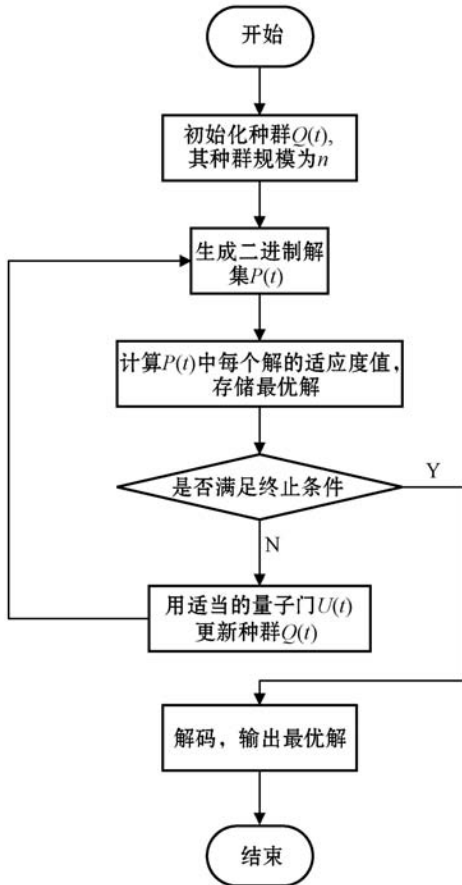 开始
初始化种群Q(t),
其种群规模为n
生成二进制解
集P(t)
计算P(t)中每个解的适应度值,
存储最优解
是否满足终止条件
Y
N
用适当的量子门U(t)
更新种群Q(t)
解码，输出最优解
结束